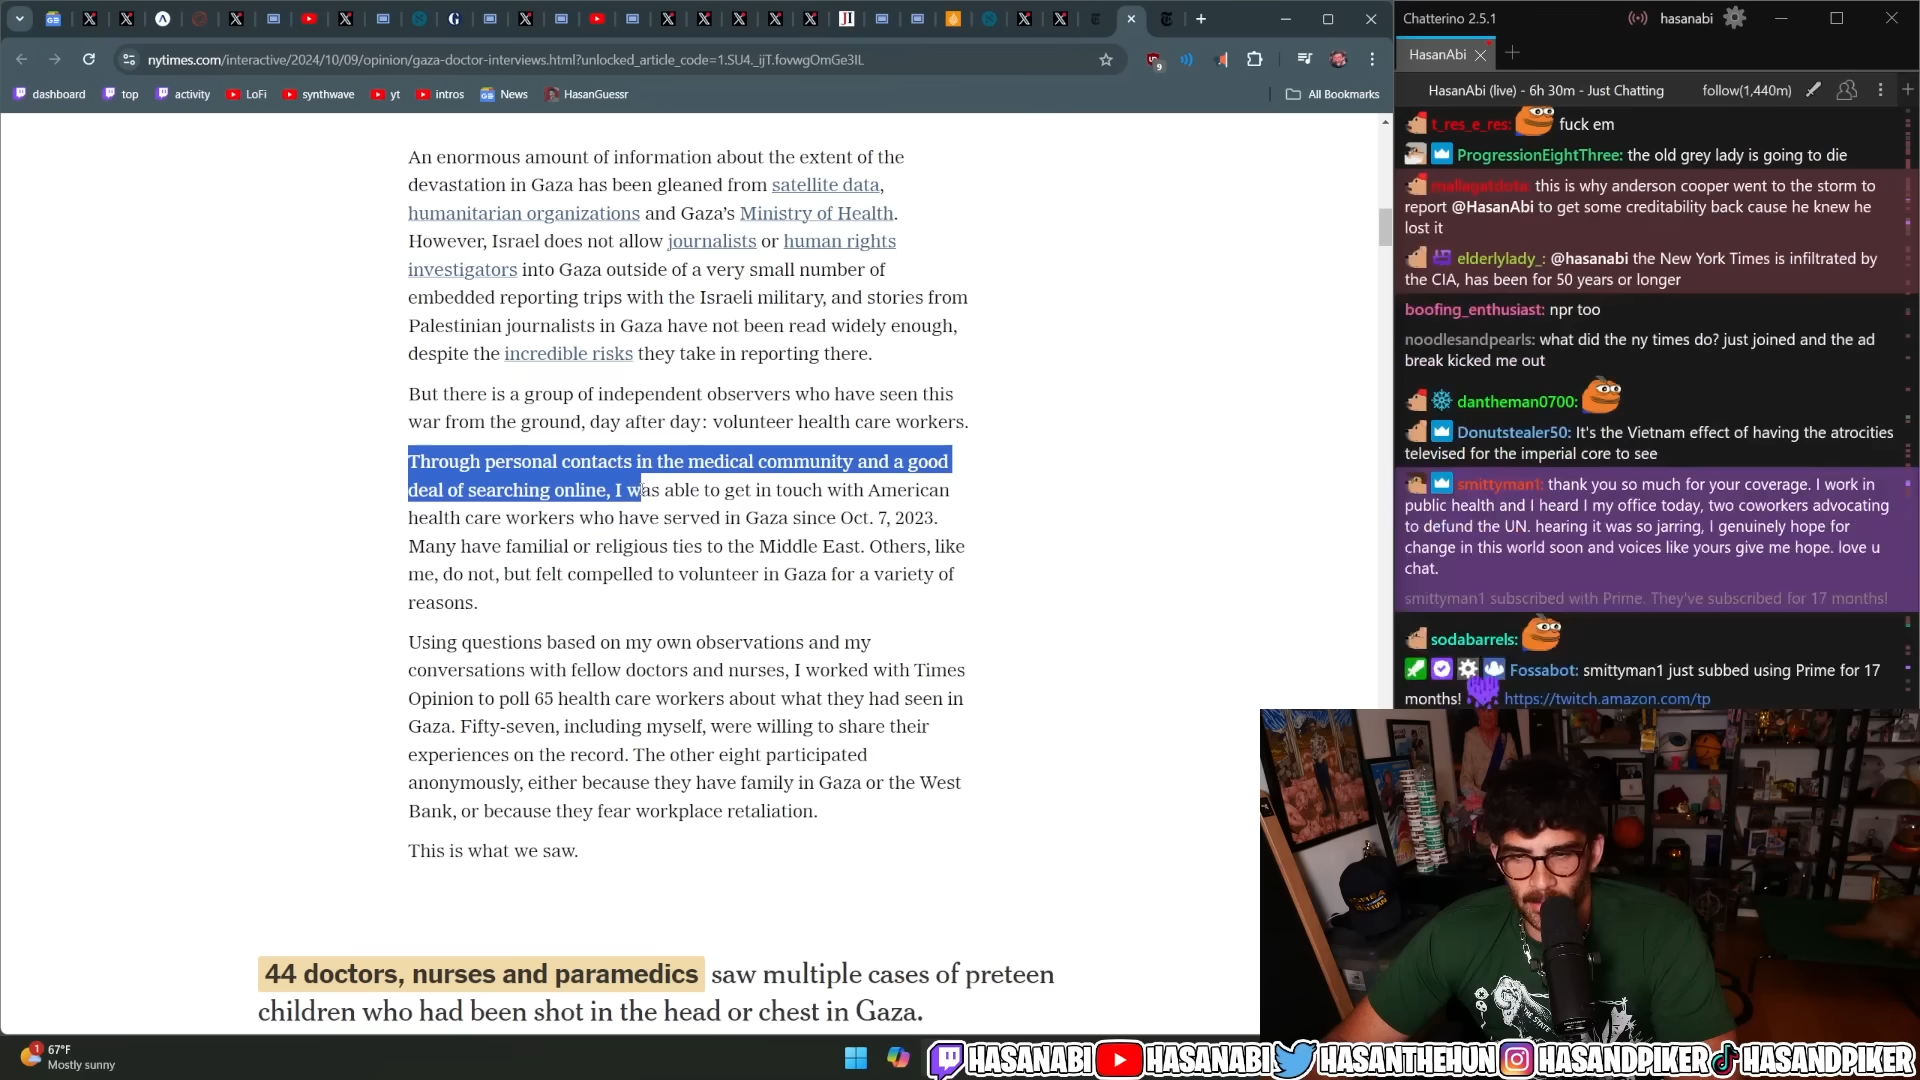 nytimes.com/interactive/2024/10/09/opinion/gaza-doctor-interviews.html?unlocked_article_code=1.SU4._ijT.fovwgOmGe3IL
9
dashboard
top
activity
LoFi
synthwave
yt
intros
News
HasanGuessr
All Bookmarks
An enormous amount of information about the extent of the
devastation in Gaza has been gleaned from satellite data,
humanitarian organizations and Gaza’s Ministry of Health.
However, Israel does not allow journalists or human rights
investigators into Gaza outside of a very small number of
embedded reporting trips with the Israeli military, and stories from
Palestinian journalists in Gaza have not been read widely enough,
despite the incredible risks they take in reporting there.
But there is a group of independent observers who have seen this
war from the ground, day after day: volunteer health care workers.
Through personal contacts in the medical community and a good
deal of searching online, I was able to get in touch with American
health care workers who have served in Gaza since Oct. 7, 2023.
Many have familial or religious ties to the Middle East. Others, like
me, do not, but felt compelled to volunteer in Gaza for a variety of
reasons.
Using questions based on my own observations and my
conversations with fellow doctors and nurses, I worked with Times
Opinion to poll 65 health care workers about what they had seen in
Gaza. Fifty-seven, including myself, were willing to share their
experiences on the record. The other eight participated
anonymously, either because they have family in Gaza or the West
Bank, or because they fear workplace retaliation.
This is what we saw.
44 doctors, nurses and paramedics saw multiple cases of preteen
children who had been shot in the head or chest in Gaza.
Chatterino 2.5.1
hasanabi
HasanAbi
HasanAbi (live) - 6h 30m - Just Chatting
follow(1,440m)
t_res_e_res: fuck em
ProgressionEightThree: the old grey lady is going to die
this is why anderson cooper went to the storm to
report @HasanAbi to get some creditability back cause he knew he
lost it
elderlylady_: @hasanabi the New York Times is infiltrated by
the CIA, has been for 50 years or longer
boofing_enthusiast: npr too
noodlesandpearls: what did the ny times do? just joined and the ad
break kicked me out
dantheman0700:
Donutstealer50: It's the Vietnam effect of having the atrocities
televised for the imperial core to see
smittyman1: thank you so much for your coverage. I work in
public health and I heard I my office today, two coworkers advocating
to defund the UN. hearing it was so jarring, I genuinely hope for
change in this world soon and voices like yours give me hope. love u
chat.
smittyman1 subscribed with Prime. They've subscribed for 17 months!
sodabarrels:
Fossabot: smittyman1 just subbed using Prime for 17
months! https://twitch.amazon.com/tp
1
67°F
Mostly sunny
HASANABI
HASANABI
HASANTHEHUN
HASANDPIKER
HASANDPIKER